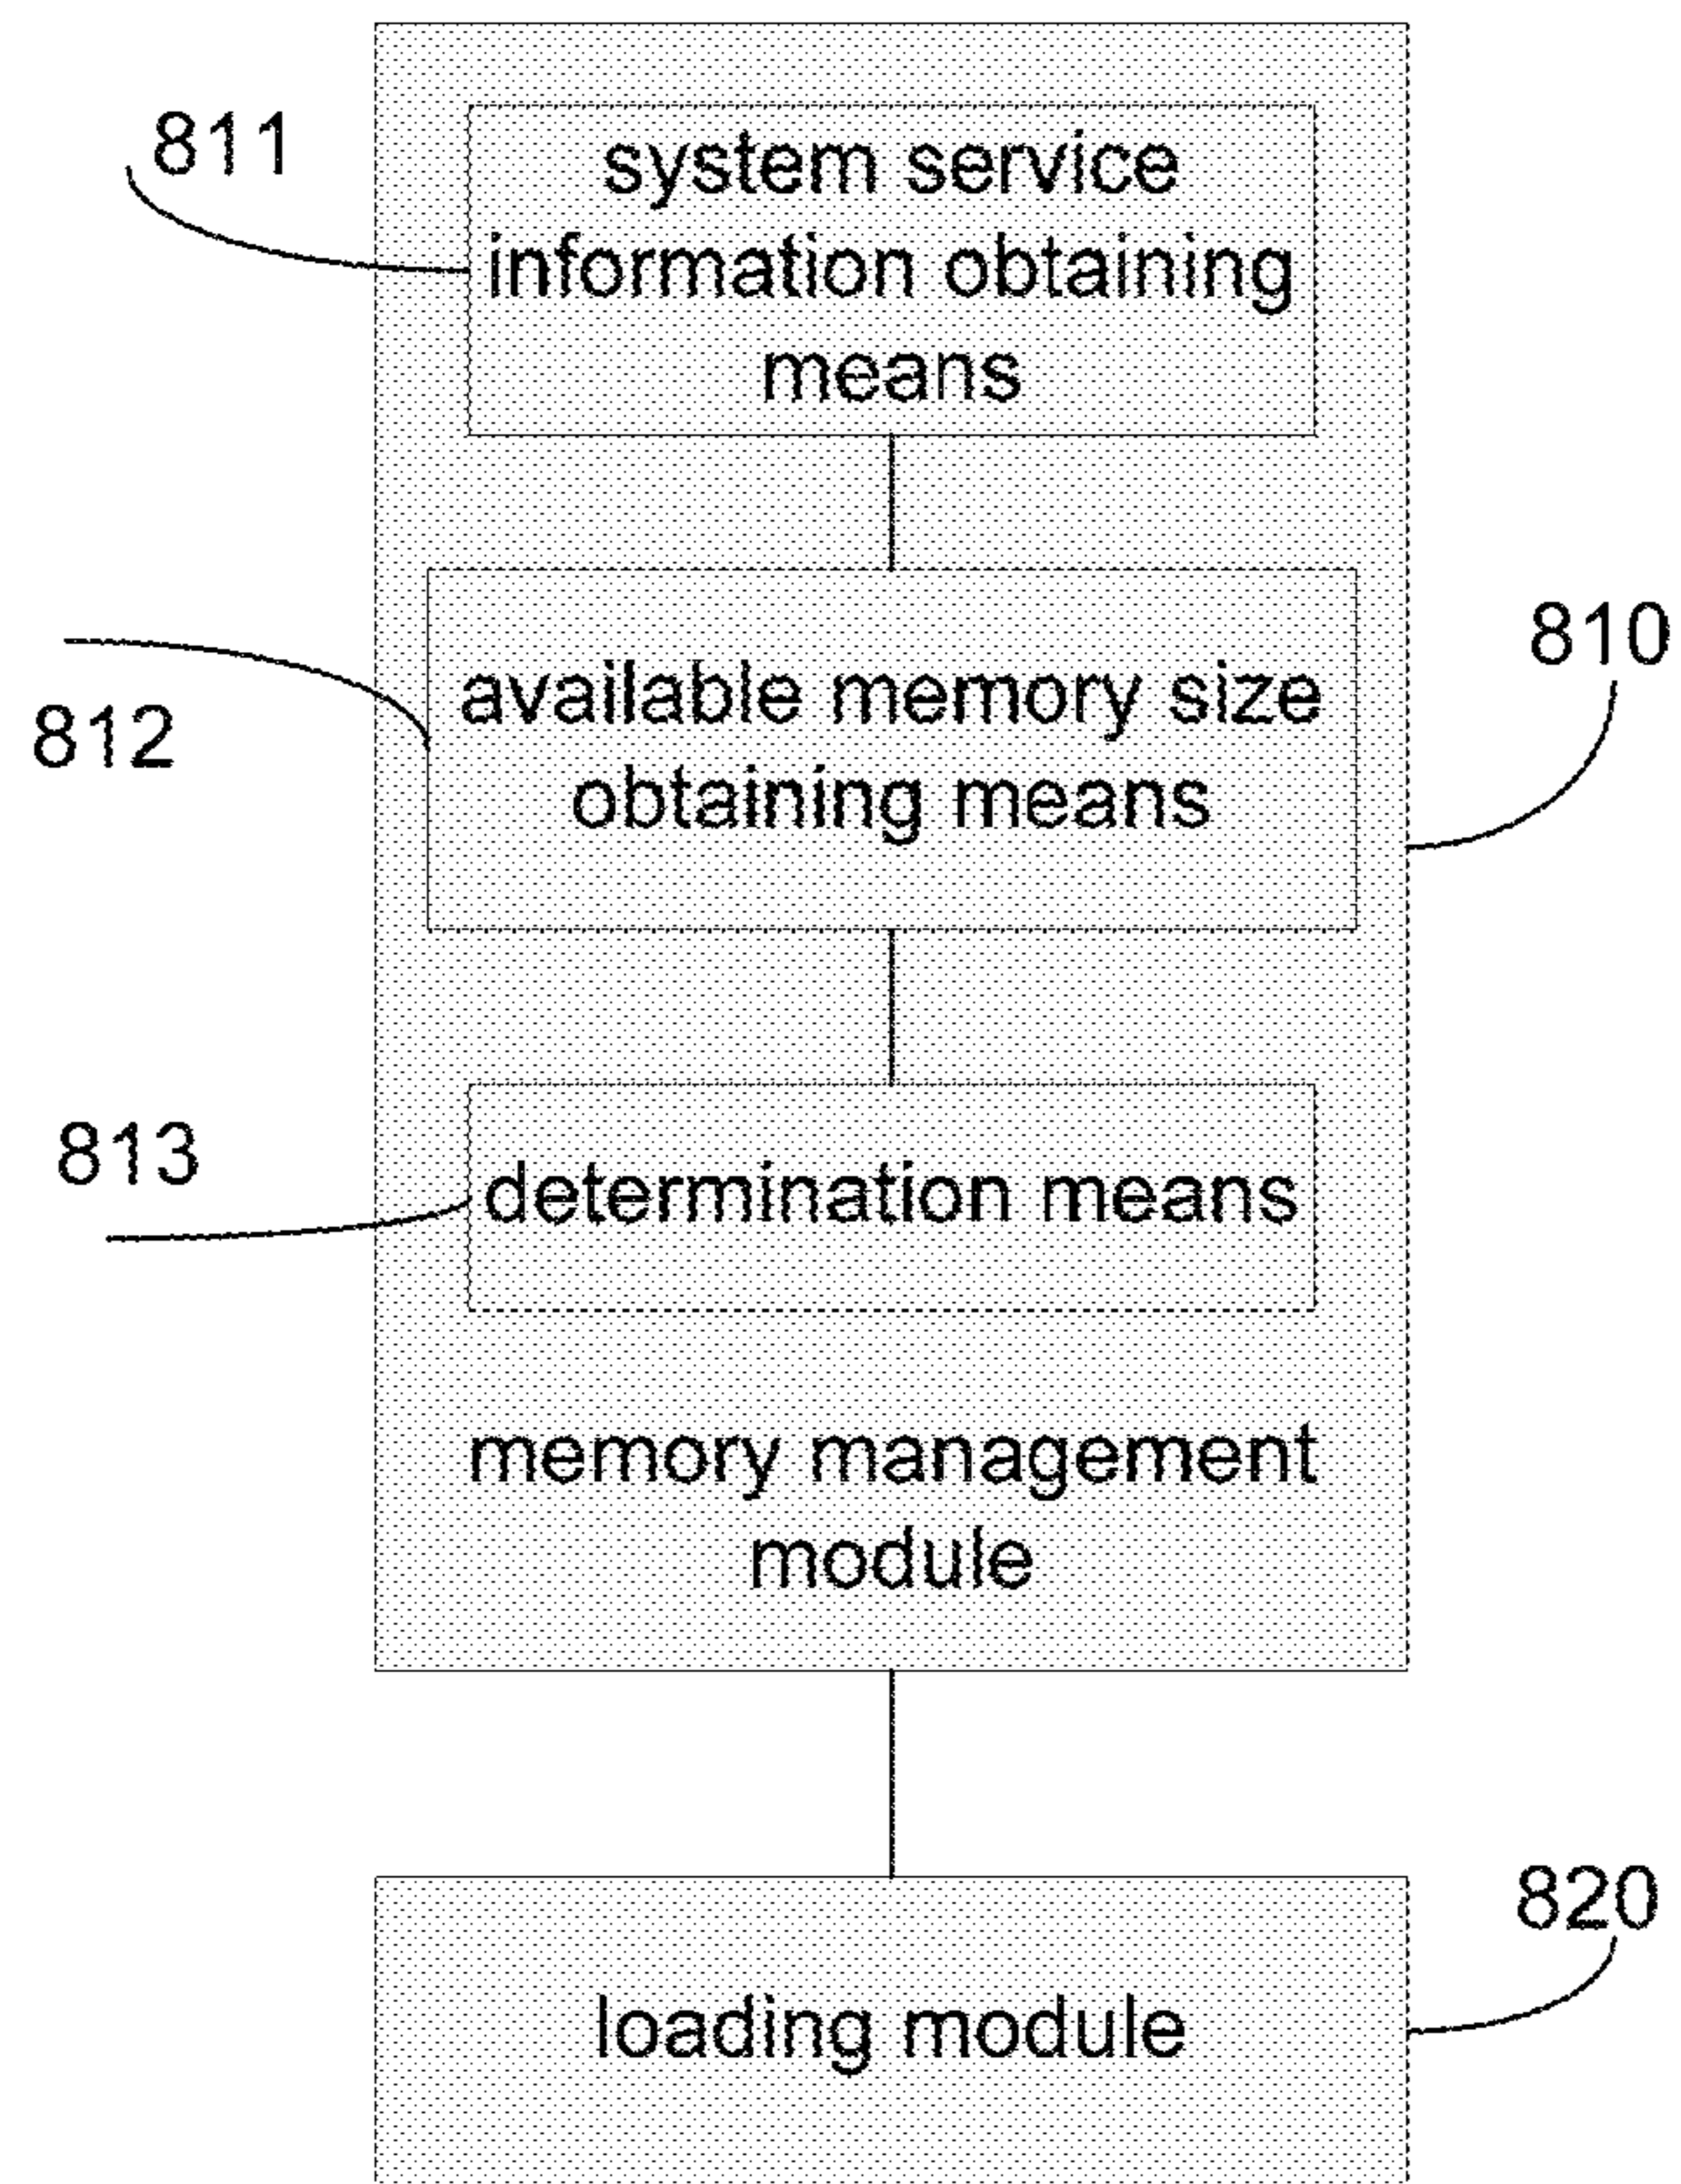 811
system service
information obtaining
means
810
812
available memory size
obtaining means
813
determination means
memory management
module
820
loading module